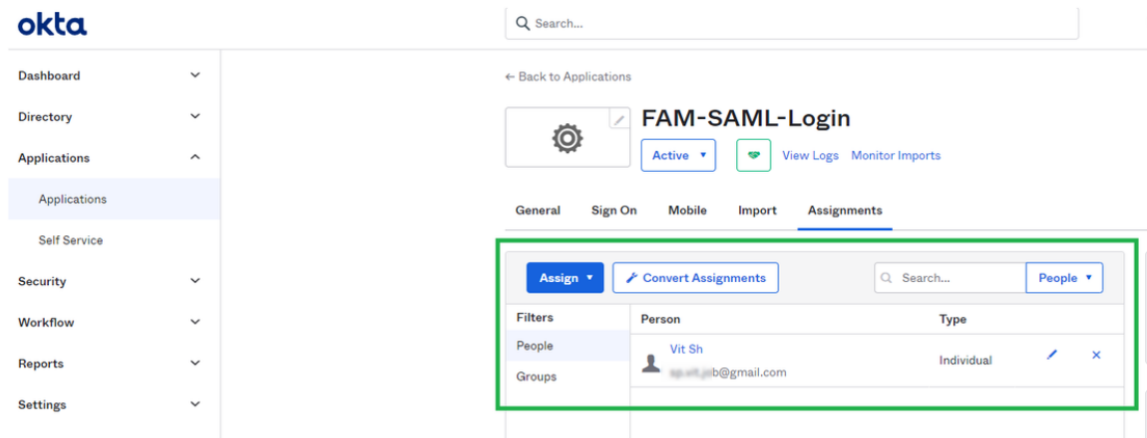 okta
Search...
Dashboard
Directory
Applications
Applications
Self Service
Security
Workflow
Reports
Settings
← Back to Applications
FAM-SAML-Login
Active
View Logs Monitor Imports
General Sign On Mobile Import Assignments
Assign Convert Assignments Search... People
Filters Person Type
People
Groups
Vit Sh
b@gmail.com
Individual